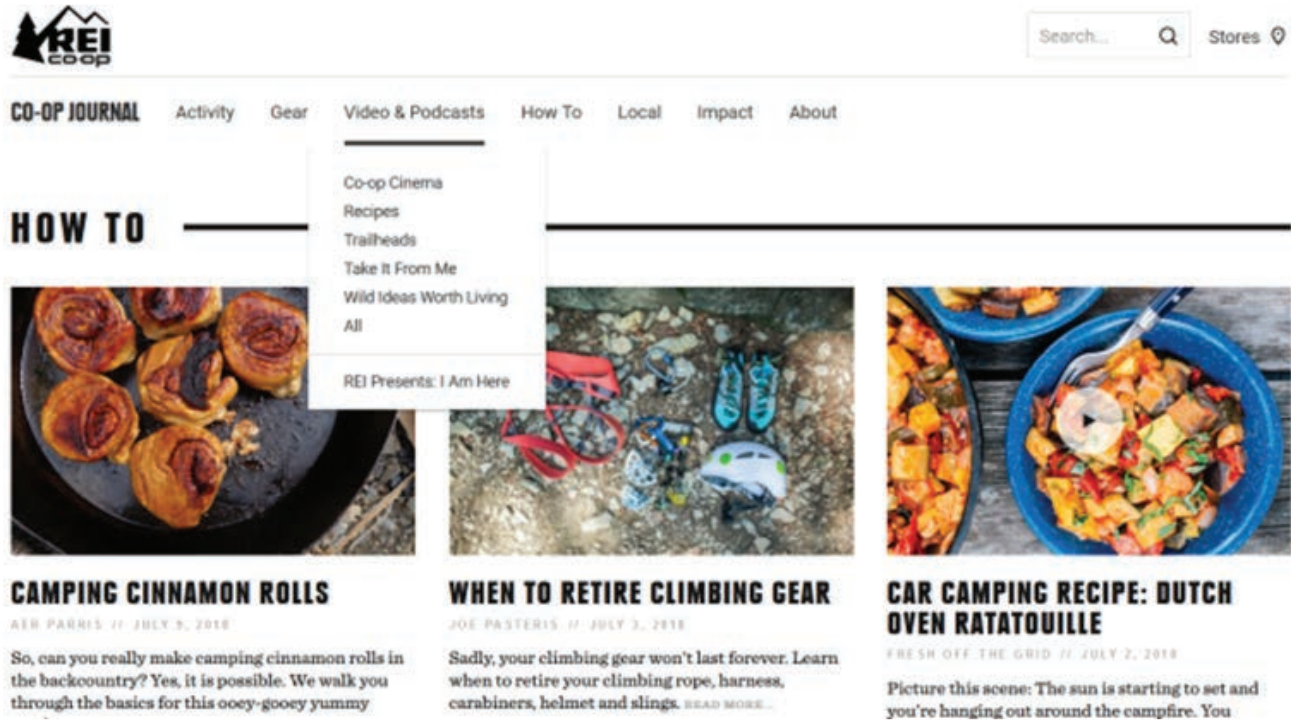 REI
co-op
Search...
Stores
CO-OP JOURNAL Activity Gear Video & Podcasts How To Local Impact About
Co-op Cinema
Recipes
Trailheads
Take It From Me
Wild Ideas Worth Living
All
REI Presents: I Am Here
HOW TO
CAMPING CINNAMON ROLLS
AER PARRIS // JULY 9, 2018
So, can you really make camping cinnamon rolls in
the backcountry? Yes, it is possible. We walk you
through the basics for this ooey-gooey yummy
WHEN TO RETIRE CLIMBING GEAR
JOE PASTERIS // JULY 3, 2018
Sadly, your climbing gear won't last forever. Learn
when to retire your climbing rope, harness,
carabiners, helmet and slings. READ MORE...
CAR CAMPING RECIPE: DUTCH
OVEN RATATOUILLE
FRESH OFF THE GRID // JULY 2, 2018
Picture this scene: The sun is starting to set and
you're hanging out around the campfire. You